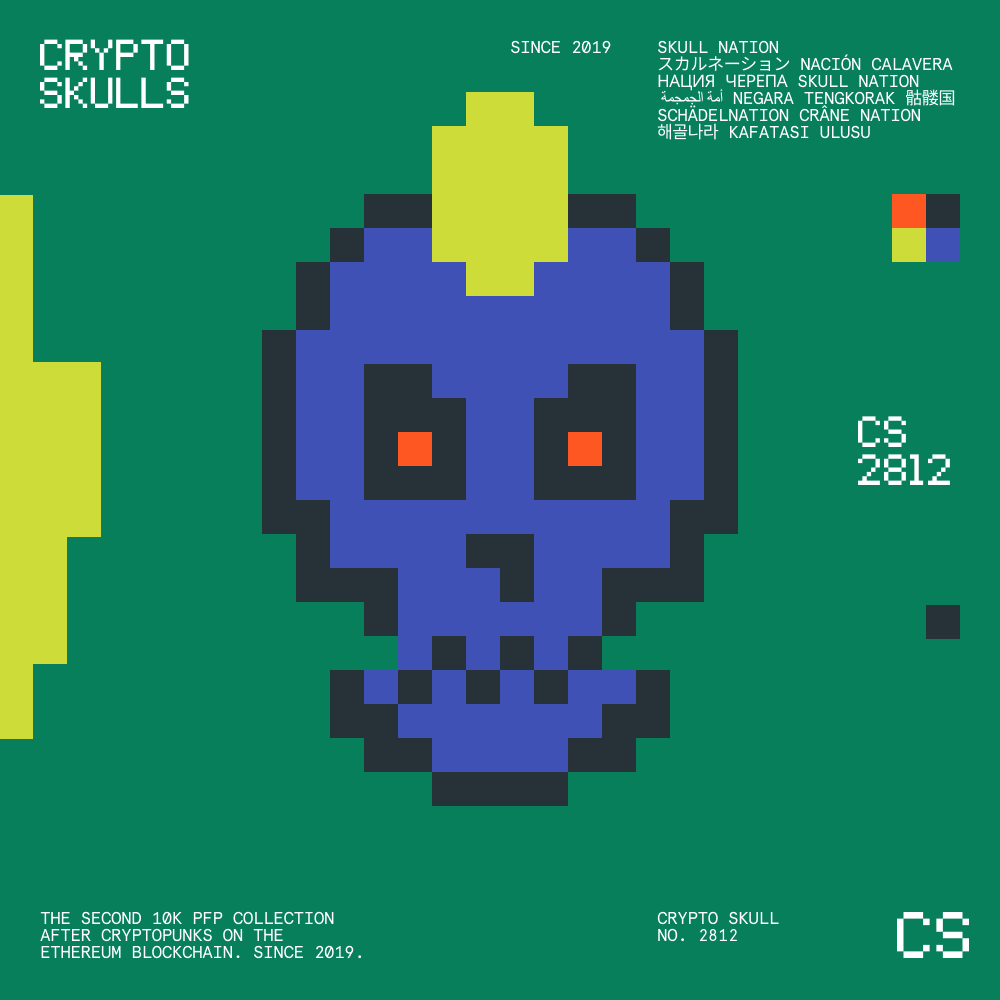 CRYPTO
SKULLS
SINCE 2019
SKULL NATION
スカルネーション NACIÓN CALAVERA
НАЦИЯ ЧЕРЕПА SKULL NATION
أمة الجمجمة NEGARA TENGKORAK 骷髅国
SCHÄDELNATION CRÂNE NATION
해골나라 KAFATASI ULUSU
CS
2812
THE SECOND 10K PFP COLLECTION
AFTER CRYPTOPUNKS ON THE
ETHEREUM BLOCKCHAIN. SINCE 2019.
CRYPTO SKULL
NO. 2812
CS